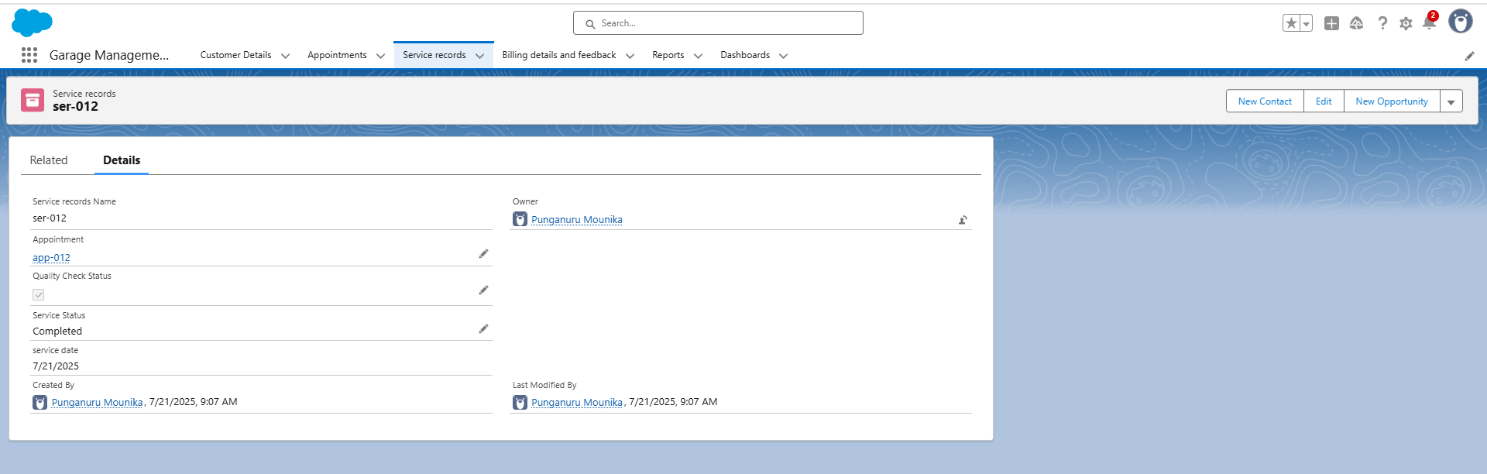 Search...
2
Garage Manageme...
Customer Details
Appointments
Service records
Billing details and feedback
Reports
Dashboards
Service records
ser-012
New Contact
Edit
New Opportunity
Related
Details
Service records Name
ser-012
Owner
Punganuru Mounika
Appointment
app-012
Quality Check Status
Service Status
Completed
service date
7/21/2025
Created By
Punganuru Mounika, 7/21/2025, 9:07 AM
Last Modified By
Punganuru Mounika, 7/21/2025, 9:07 AM